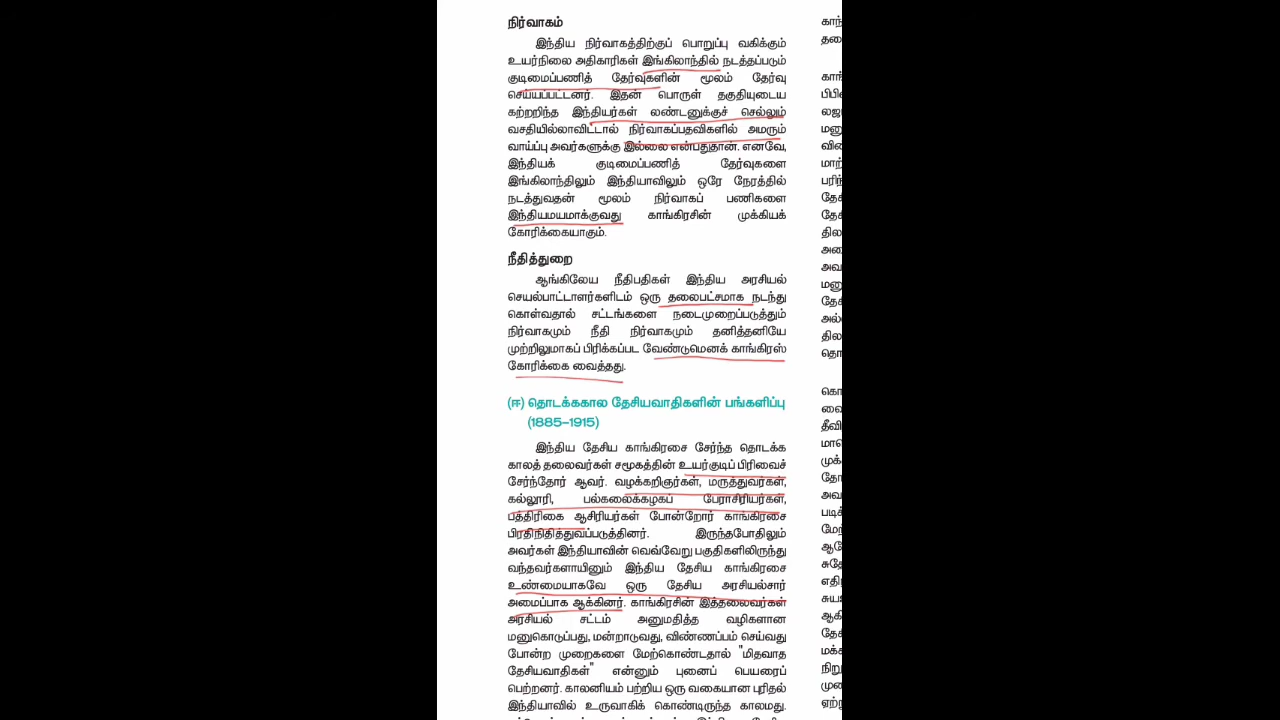 நிர்வாகம்
இந்திய நிர்வாகத்திற்குப் பொறுப்பு வகிக்கும்
உயர்நிலை அதிகாரிகள் இங்கிலாந்தில் நடத்தப்படும்
குடிமைப்பணித் தேர்வுகளின் மூலம் தேர்வு
செய்யப்பட்டனர். இதன் பொருள் தகுதியுடைய
கற்றறிந்த இந்தியர்கள் லண்டனுக்குச் செல்லும்
வசதியில்லாவிட்டால் நிர்வாகப்பதவிகளில் அமரும்
வாய்ப்பு அவர்களுக்கு இல்லை என்பதுதான். எனவே,
இந்தியக் குடிமைப்பணித் தேர்வுகளை
இங்கிலாந்திலும் இந்தியாவிலும் ஒரே நேரத்தில்
நடத்துவதன் மூலம் நிர்வாகப் பணிகளை
இந்தியமயமாக்குவது காங்கிரசின் முக்கியக்
கோரிக்கையாகும்.
நீதித்துறை
ஆங்கிலேய நீதிபதிகள் இந்திய அரசியல்
செயல்பாட்டாளர்களிடம் ஒரு தலைபட்சமாக நடந்து
கொள்வதால் சட்டங்களை நடைமுறைப்படுத்தும்
நிர்வாகமும் நீதி நிர்வாகமும் தனித்தனியே
முற்றிலுமாகப் பிரிக்கப்பட வேண்டுமெனக் காங்கிரஸ்
கோரிக்கை வைத்தது.
(ஈ) தொடக்ககால தேசியவாதிகளின் பங்களிப்பு
(1885–1915)
இந்திய தேசிய காங்கிரசை சேர்ந்த தொடக்க
காலத் தலைவர்கள் சமூகத்தின் உயர்குடிப் பிரிவைச்
சேர்ந்தோர் ஆவர். வழக்கறிஞர்கள், மருத்துவர்கள்,
கல்லூரி, பல்கலைக்கழகப் பேராசிரியர்கள்,
பத்திரிகை ஆசிரியர்கள் போன்றோர் காங்கிரசை
பிரதிநிதித்துவப்படுத்தினர். இருந்தபோதிலும்
அவர்கள் இந்தியாவின் வெவ்வேறு பகுதிகளிலிருந்து
வந்தவர்களாயினும் இந்திய தேசிய காங்கிரசை
உண்மையாகவே ஒரு தேசிய அரசியல்சார்
அமைப்பாக ஆக்கினர். காங்கிரசின் இத்தலைவர்கள்
அரசியல் சட்டம் அனுமதித்த வழிகளான
மனுகொடுப்பது, மன்றாடுவது, விண்ணப்பம் செய்வது
போன்ற முறைகளை மேற்கொண்டதால் "மிதவாத
தேசியவாதிகள்" என்னும் புனைப் பெயரைப்
பெற்றனர். காலனியம் பற்றிய ஒரு வகையான புரிதல்
இந்தியாவில் உருவாகிக் கொண்டிருந்த காலமது.